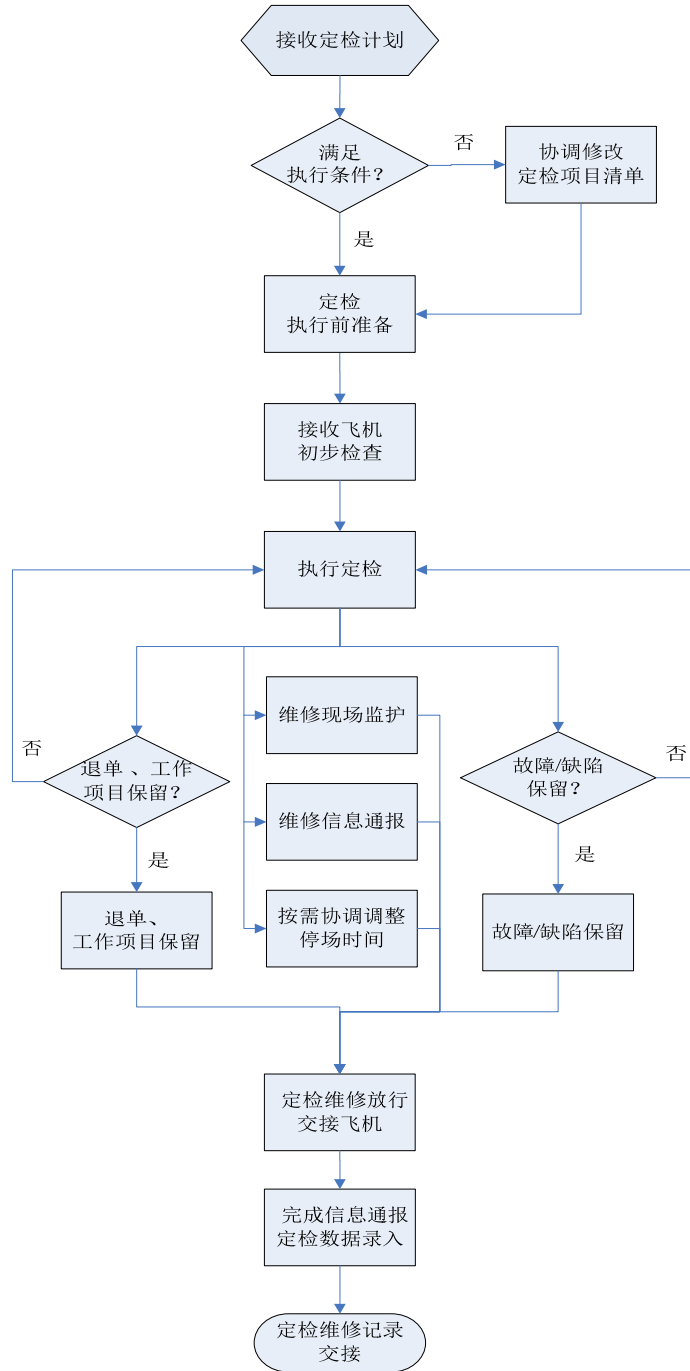 接收定检计划
满足
执行条件？
否
协调修改
定检项目清单
是
定检
执行前准备
接收飞机
初步检查
执行定检
否
退单 、工作
项目保留？
是
退单、
工作项目保留
维修现场监护
维修信息通报
按需协调调整
停场时间
故障/缺陷
保留？
否
是
故障/缺陷保留
定检维修放行
交接飞机
完成信息通报
定检数据录入
定检维修记录
交接